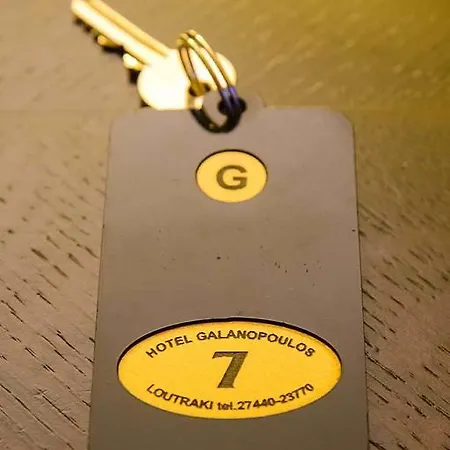 G
HOTEL GALANOPOULOS
7
LOUTRAKI tel.27440-23770